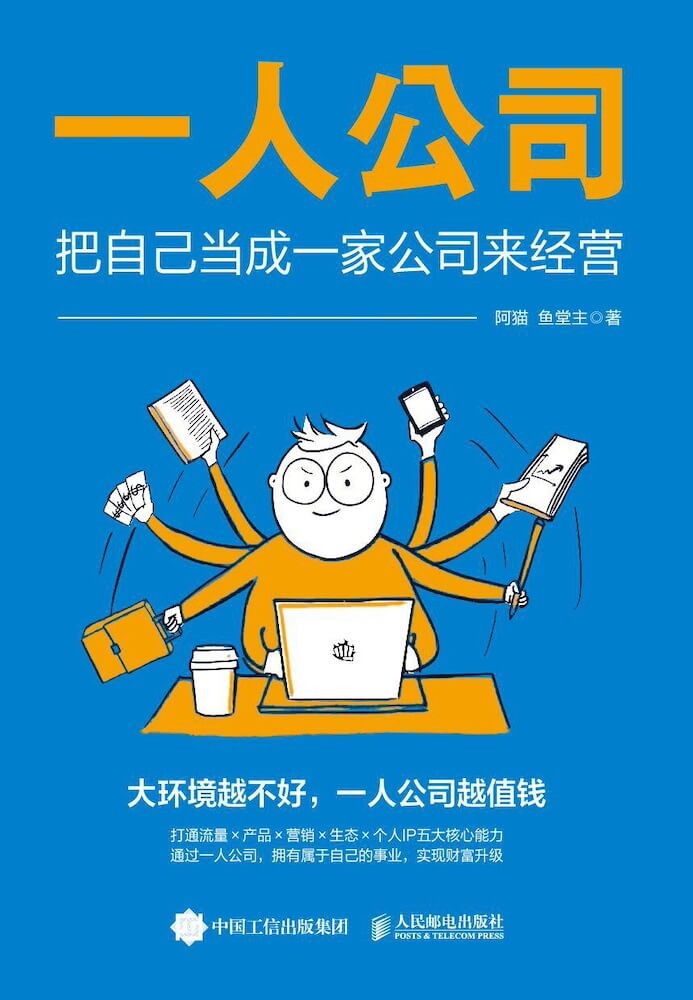 一人公司
把自己当成一家公司来经营
阿猫 鱼堂主◎著
大环境越不好，一人公司越值钱
打通流量×产品×营销×生态×个人IP五大核心能力
通过一人公司，拥有属于自己的事业，实现财富升级
中国工信出版集团 人民邮电出版社
POSTS & TELECOM PRESS